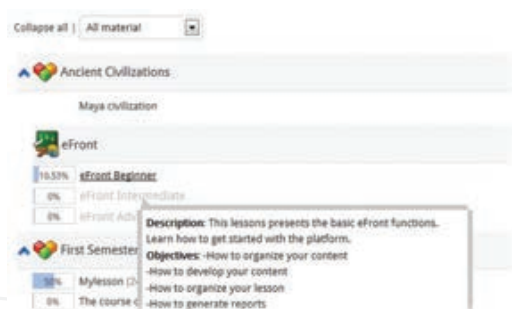 Collapse all | All material
Ancient Civilizations
Maya civilization
eFront
10.53% eFront Beginner
0% eFront Intermediate
0% eFront Adv
Description: This lessons presents the basic eFront functions.
Learn how to get started with the platform.
Objectives: -How to organize your content
First Semester
-How to develop your content
50% Mylesson
-How to organize your lesson
0% The course
-How to generate reports